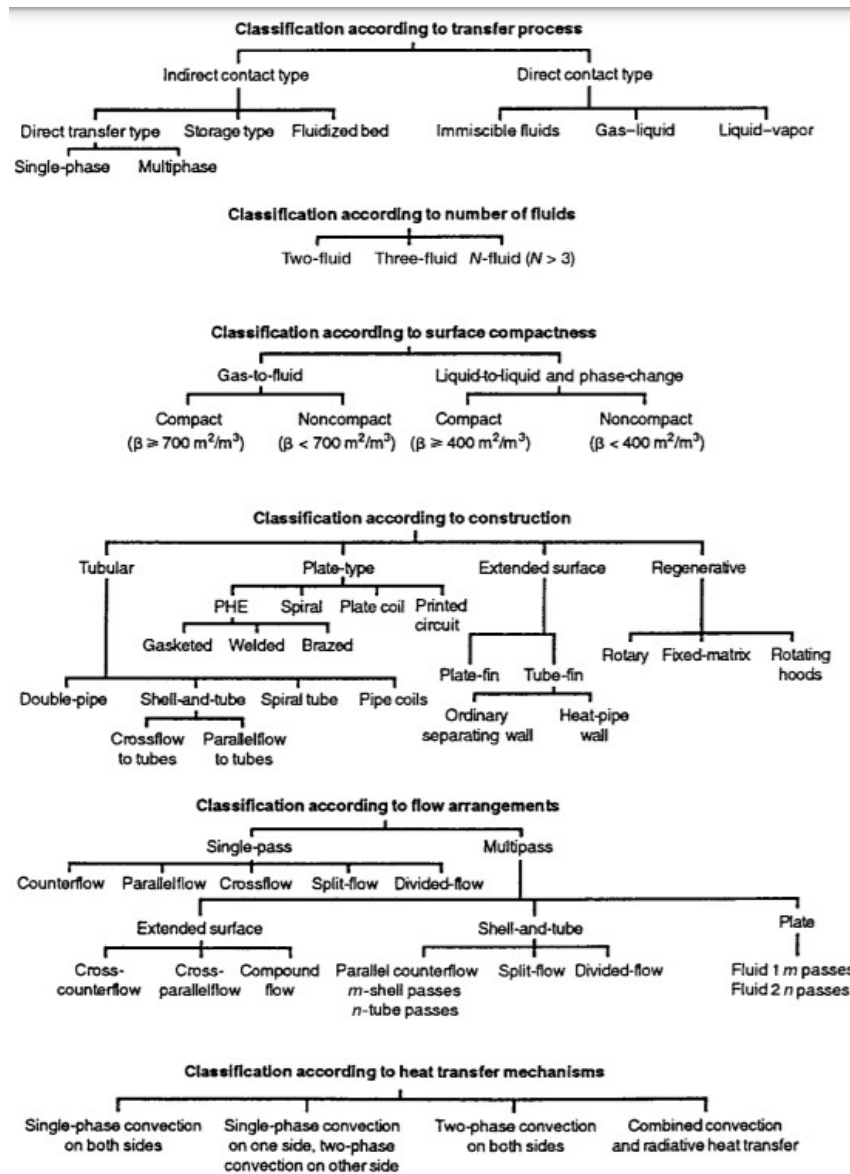 Classification according to transfer process
Indirect contact type Direct contact type
Direct transfer type Storage type Fluidized bed Immiscible fluids Gas–liquid Liquid–vapor
Single-phase Multiphase
Classification according to number of fluids
Two-fluid Three-fluid N-fluid (N > 3)
Classification according to surface compactness
Gas-to-fluid Liquid-to-liquid and phase-change
Compact Noncompact Compact Noncompact
(β ≥ 700 m²/m³) (β < 700 m²/m³) (β ≥ 400 m²/m³) (β < 400 m²/m³)
Classification according to construction
Tubular Plate-type Extended surface Regenerative
PHE Spiral Plate coil Printed
circuit
Gasketed Welded Brazed
Rotary Fixed-matrix Rotating
hoods
Plate-fin Tube-fin
Double-pipe Shell-and-tube Spiral tube Pipe coils
Ordinary
separating wall
Heat-pipe
wall
Crossflow
to tubes
Parallelflow
to tubes
Classification according to flow arrangements
Single-pass Multipass
Counterflow Parallelflow Crossflow Split-flow Divided-flow
Extended surface Shell-and-tube Plate
Cross-
counterflow
Cross-
parallelflow
Compound
flow
Parallel counterflow
m-shell passes
n-tube passes
Split-flow Divided-flow
Fluid 1 m passes
Fluid 2 n passes
Classification according to heat transfer mechanisms
Single-phase convection
on both sides
Single-phase convection
on one side, two-phase
convection on other side
Two-phase convection
on both sides
Combined convection
and radiative heat transfer